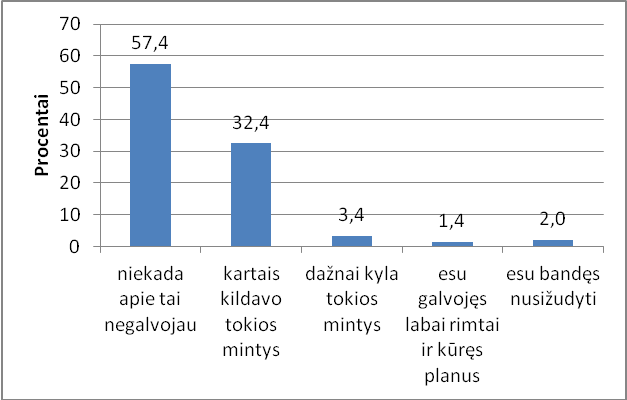 70
60
50
40
30
20
10
0
Procentai
57,4
32,4
3,4
1,4
2,0
niekada
apie tai
negalvojau
kartais
kildavo
tokios
mintys
dažnai kyla
tokios
mintys
esu
galvojęs
labai rimtai
ir kūręs
planus
esu bandęs
nusižudyti